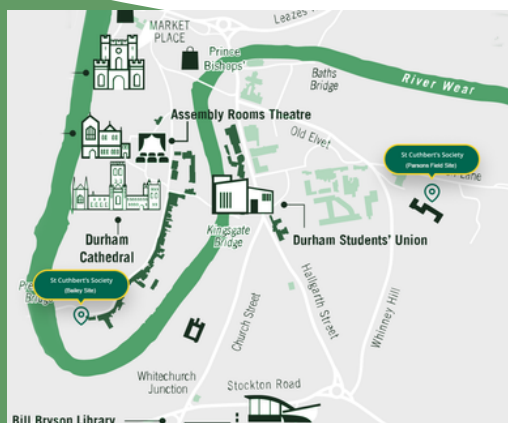 Leazes
MARKET
PLACE
Prince
Bishops'
Baths
Bridge
River Wear
Assembly Rooms Theatre
Old Elvet
St Cuthbert's Society
(Parsons Field Site)
Lane
Durham
Cathedral
Kingsgate
Bridge
Durham Students' Union
St Cuthbert's Society
(Bailey Site)
Hallgarth Street
Whinney Hill
Church Street
Whitechurch
Junction
Stockton Road
Bill Bryson Library